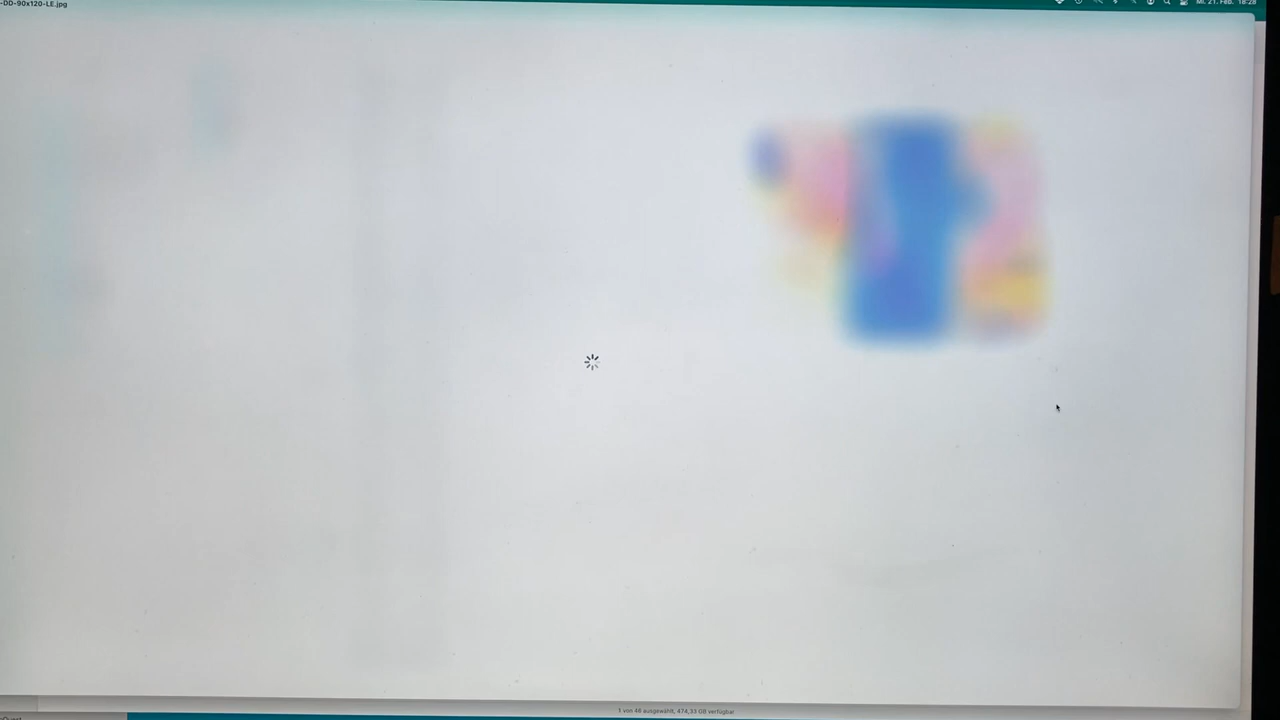 -DD-90x120-LE.jpg
Mi. 21. Feb. 18:28
1 von 48 ausgewählt, 474,33 GB verfügbar